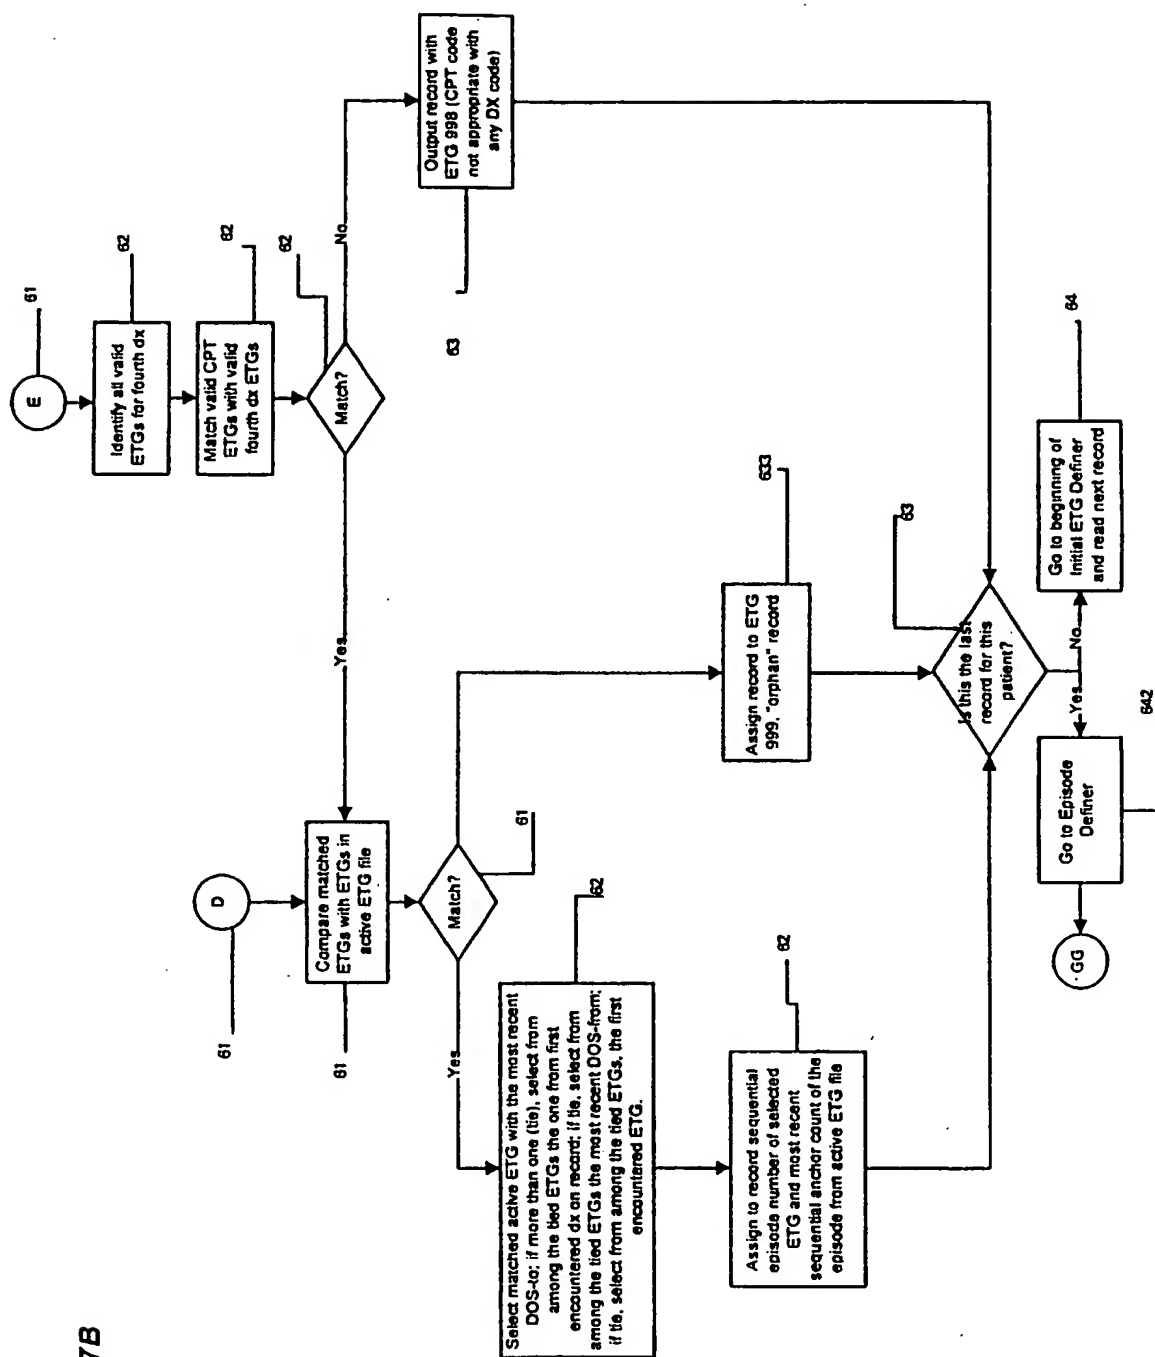 E
61
Identify all valid
ETGs for fourth dx
62
Match valid CPT
ETGs with valid
fourth dx ETGs
62
Match?
62
No
Output record with
ETG 998 (CPT code
not appropriate with
any DX code)
63
Yes
D
61
Compare matched
ETGs with ETGs in
active ETG file
61
Match?
61
Yes
Select matched active ETG with the most recent
DOS-to; if more than one (tie), select from
among the tied ETGs the one from first
encountered dx on record; if tie, select from
among the tied ETGs the most recent DOS-from;
if tie, select from among the tied ETGs, the first
encountered ETG.
62
Assign to record sequential
episode number of selected
ETG and most recent
sequential anchor count of the
episode from active ETG file
62
Assign record to ETG
999, "orphan" record
633
Is this the last
record for this
patient?
63
No
Go to beginning of
Initial ETG Definer
and read next record
64
Yes
Go to Episode
Definer
642
GG
7B